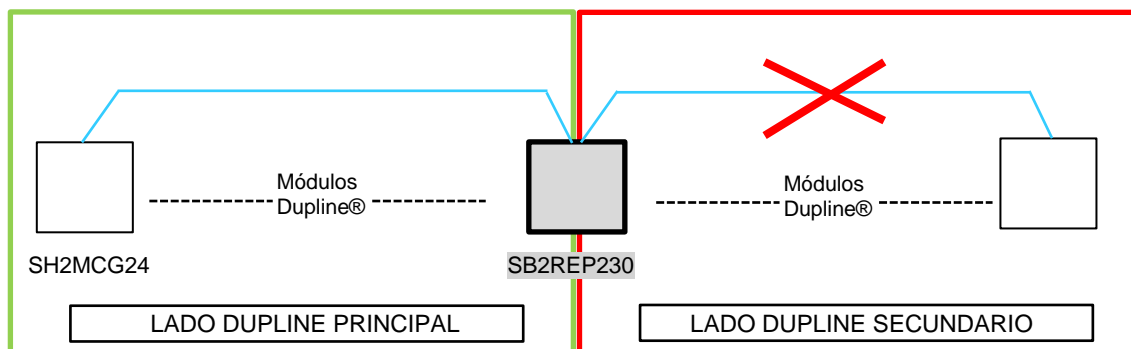 Módulos
Dupline®
Módulos
Dupline®
SH2MCG24
SB2REP230
LADO DUPLINE PRINCIPAL
LADO DUPLINE SECUNDARIO